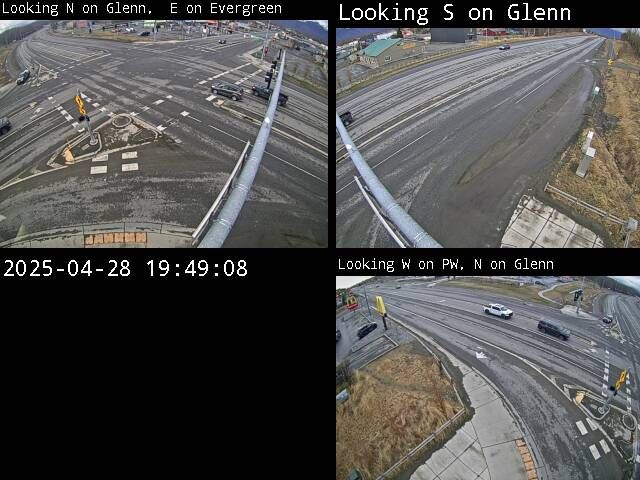 Looking N on Glenn, E on Evergreen
Looking S on Glenn
2025-04-28 19:49:08
Looking W on PW, N on Glenn